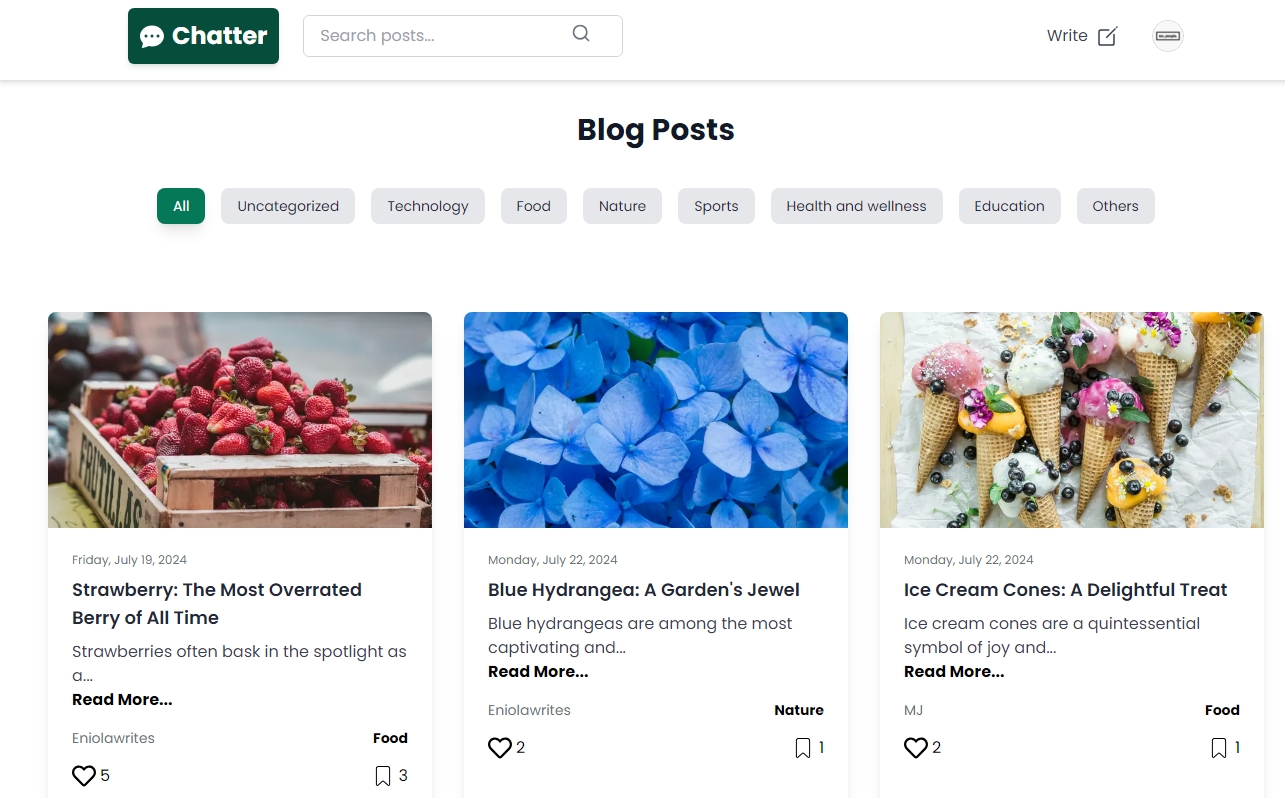 Chatter
Search posts...
Write
Blog Posts
All
Uncategorized
Technology
Food
Nature
Sports
Health and wellness
Education
Others
FRUTILLAS
Friday, July 19, 2024
Strawberry: The Most Overrated
Berry of All Time
Strawberries often bask in the spotlight as
a...
Read More...
Eniolawrites
Food
5
3
Monday, July 22, 2024
Blue Hydrangea: A Garden's Jewel
Blue hydrangeas are among the most
captivating and...
Read More...
Eniolawrites
Nature
2
1
Monday, July 22, 2024
Ice Cream Cones: A Delightful Treat
Ice cream cones are a quintessential
symbol of joy and...
Read More...
MJ
Food
2
1